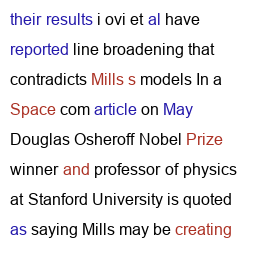 their results i ovi et al have
reported line broadening that
contradicts Mills s models In a
Space com article on May
Douglas Osheroff Nobel Prize
winner and professor of physics
at Stanford University is quoted
as saying Mills may be creating